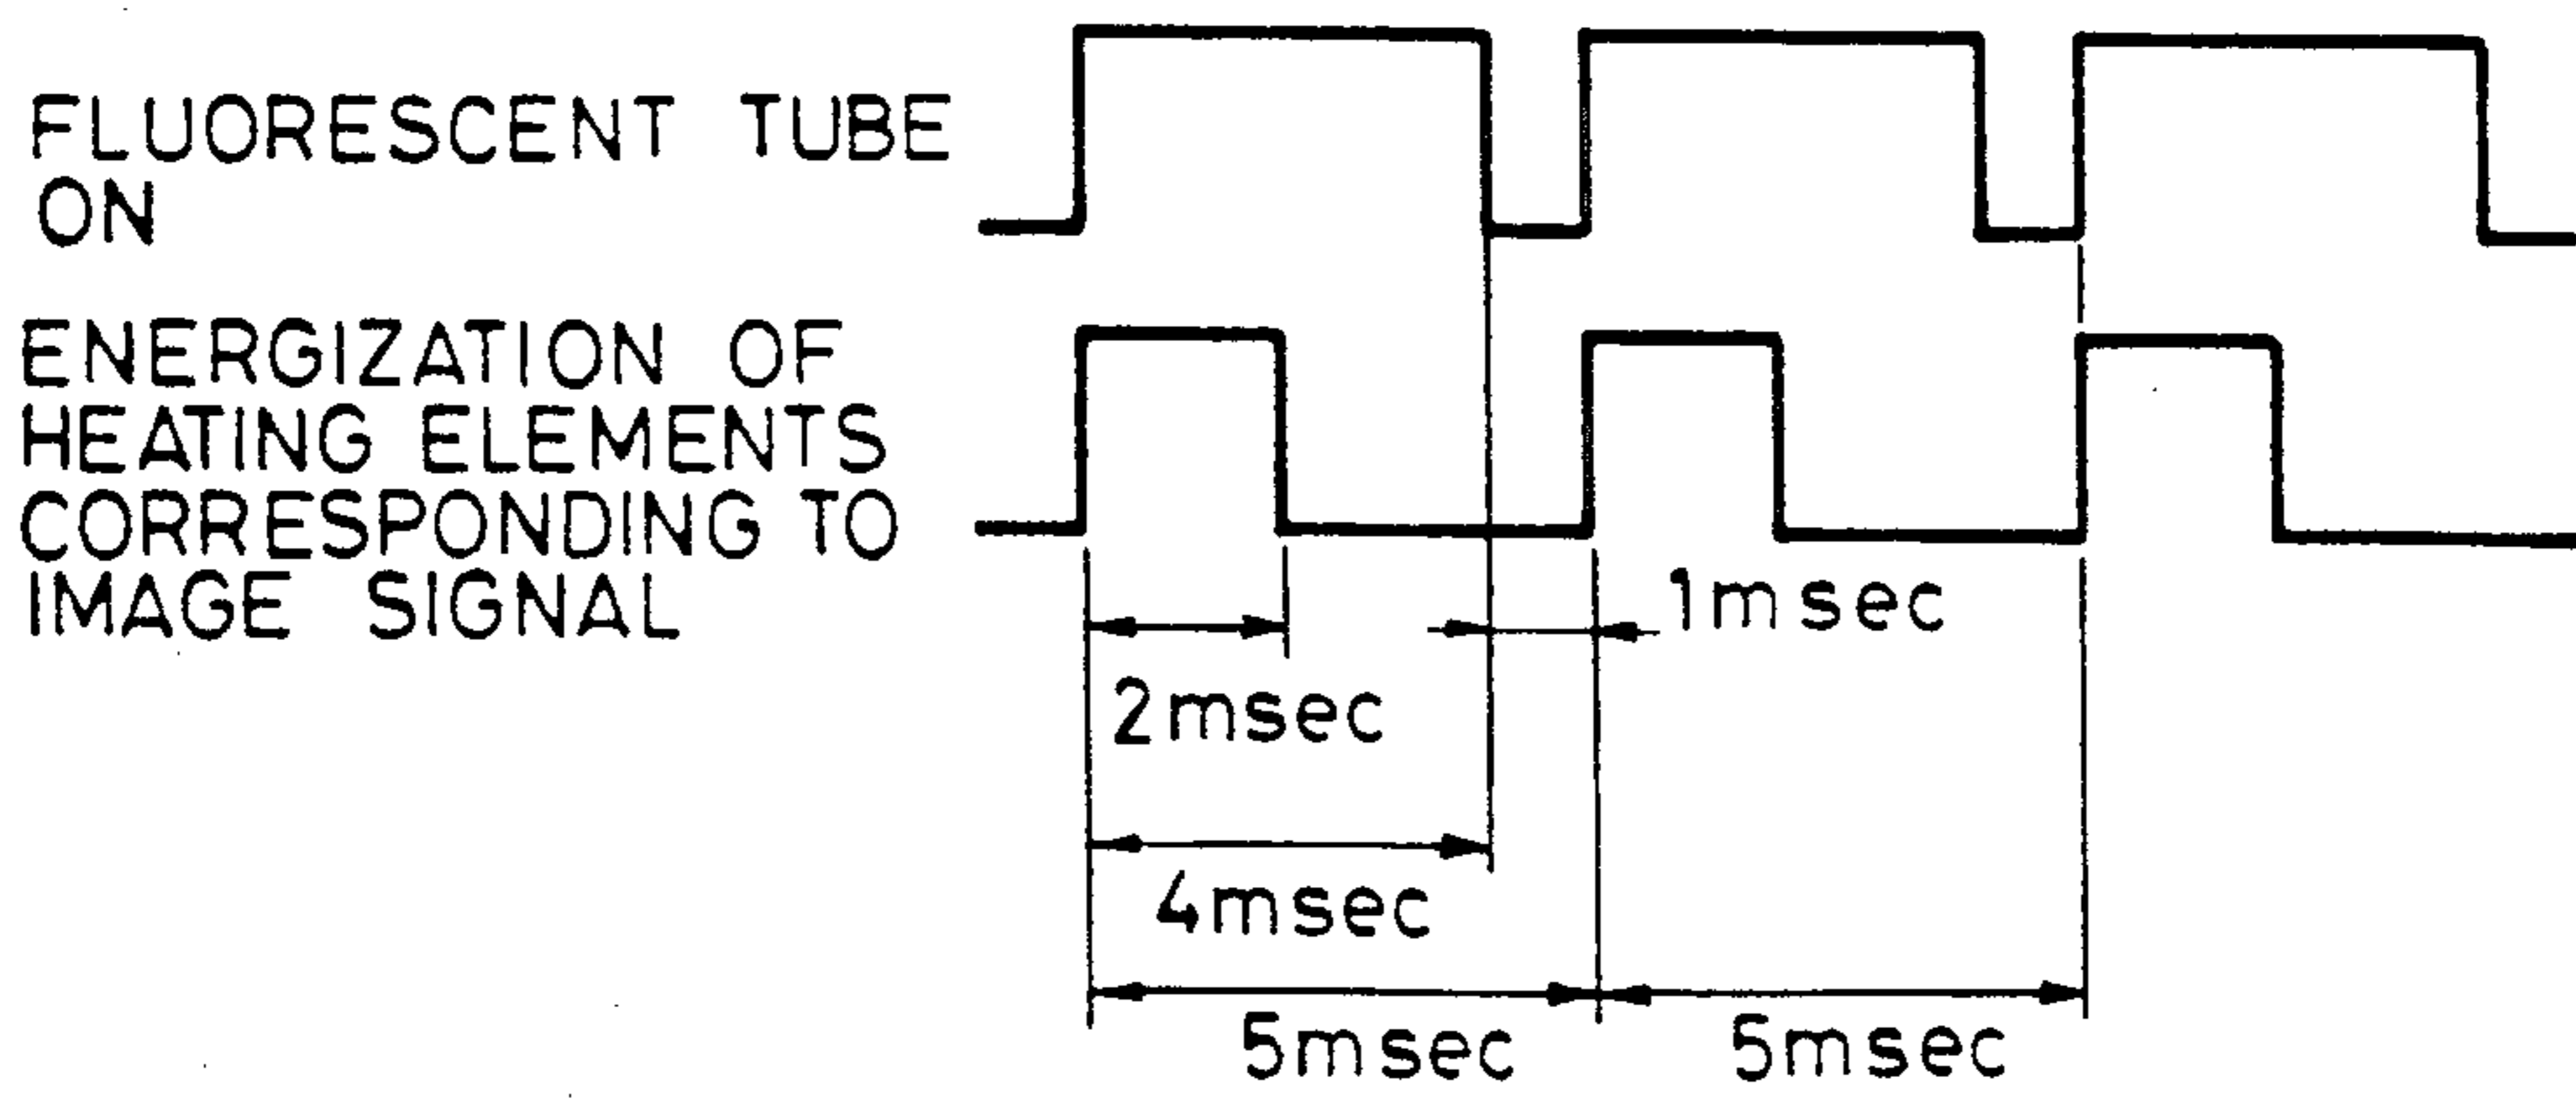 FLUORESCENT TUBE
ON
ENERGIZATION OF
HEATING ELEMENTS
CORRESPONDING TO
IMAGE SIGNAL
1msec
2msec
4msec
5msec 5msec